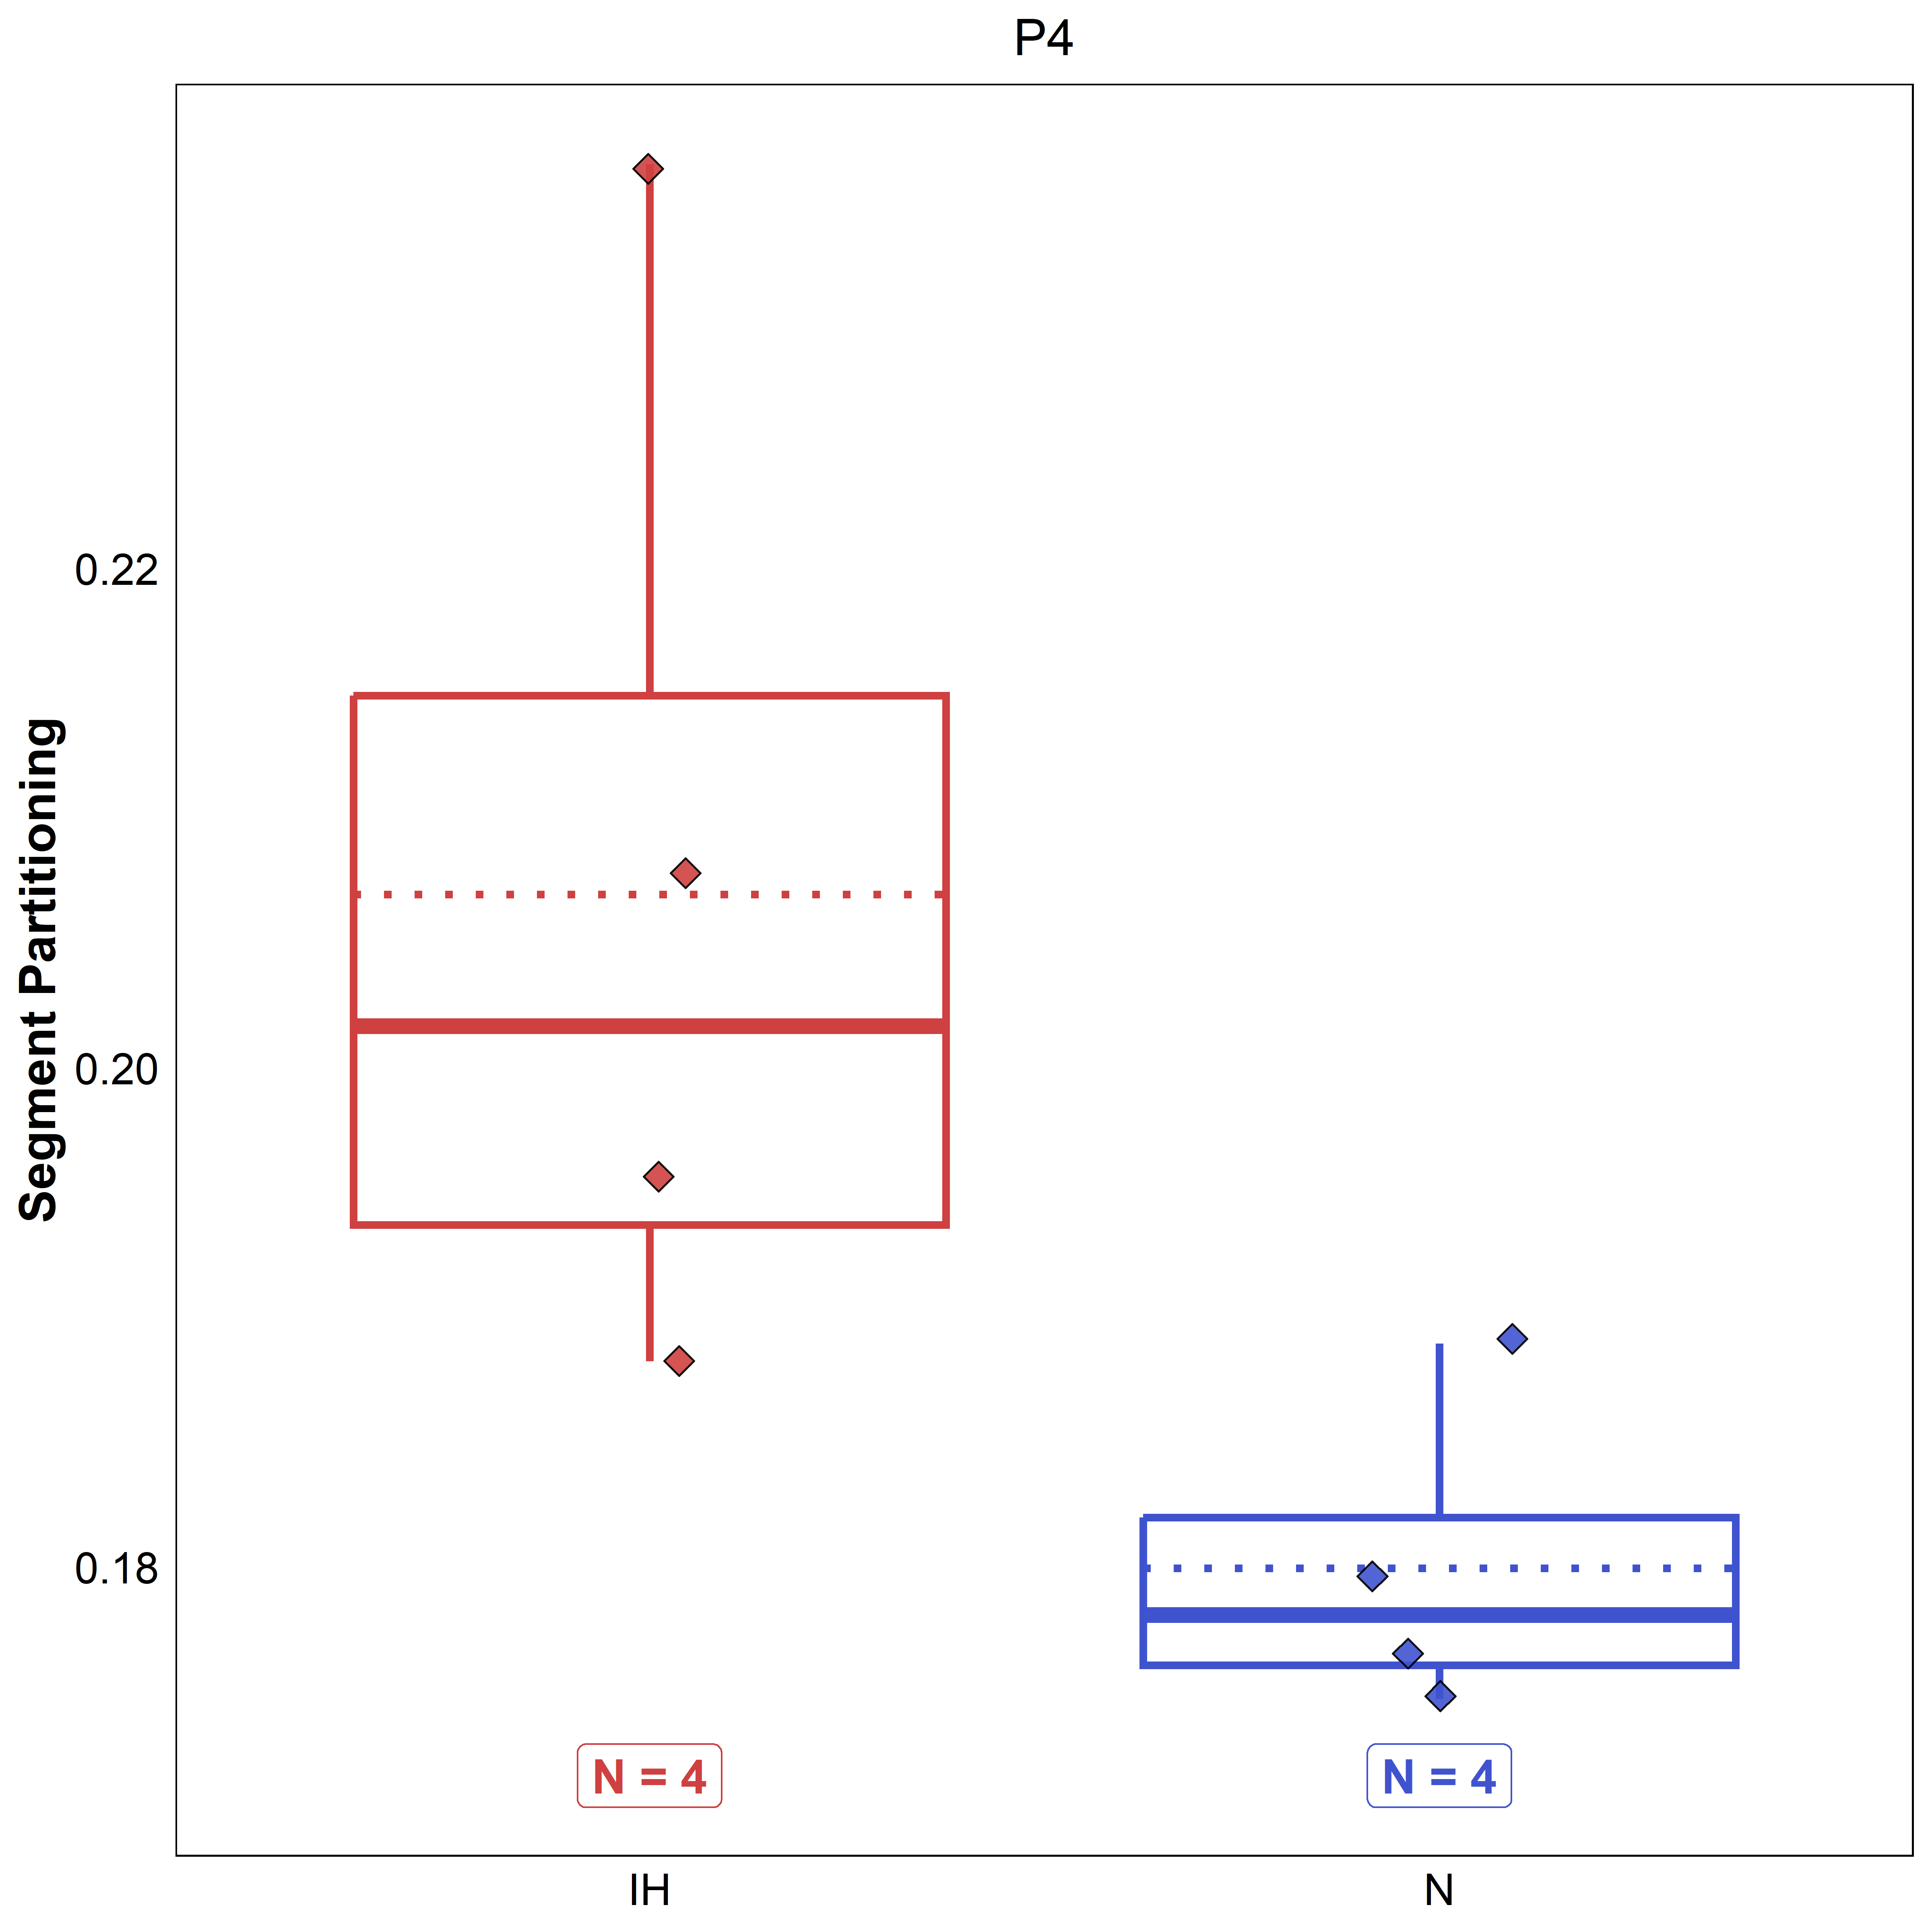 P4
Segment Partitioning
0.22
0.20
0.18
N = 4
N = 4
IH
N